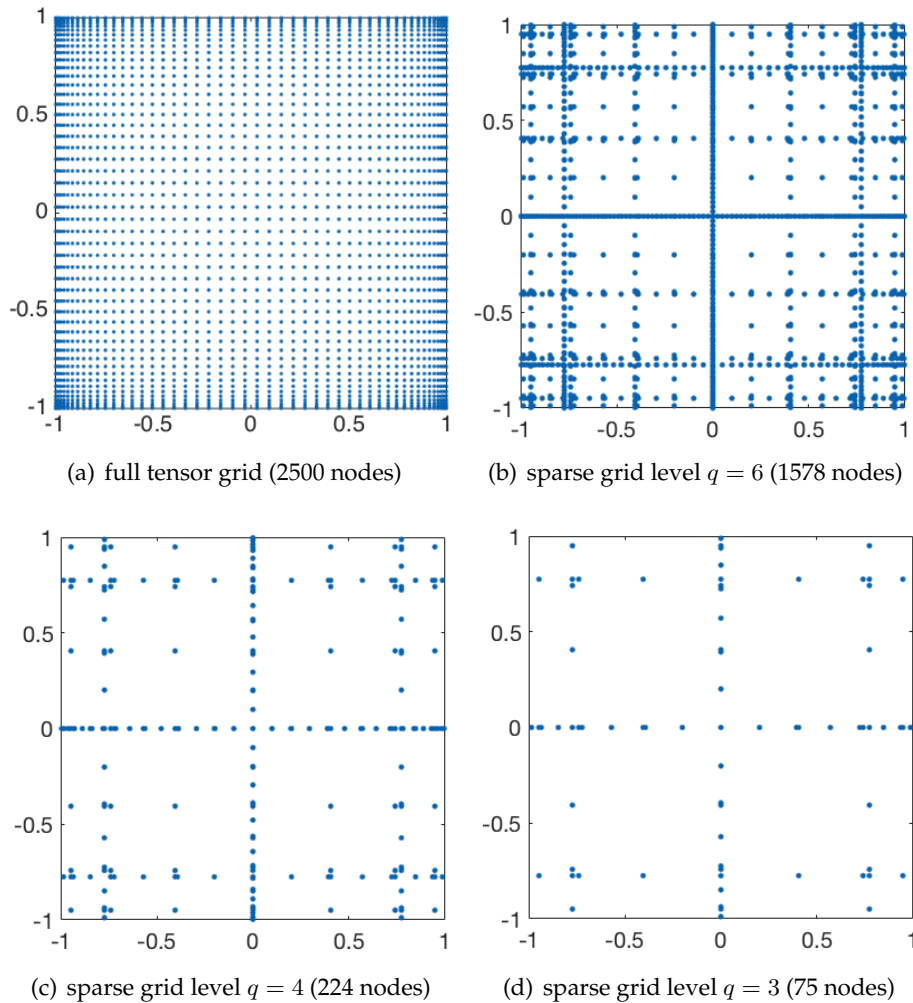 1
0.5
0
-0.5
-1
-1 -0.5 0 0.5 1
(a) full tensor grid (2500 nodes)
1
0.5
0
-0.5
-1
-1 -0.5 0 0.5 1
(b) sparse grid level q = 6 (1578 nodes)
1
0.5
0
-0.5
-1
-1 -0.5 0 0.5 1
(c) sparse grid level q = 4 (224 nodes)
1
0.5
0
-0.5
-1
-1 -0.5 0 0.5 1
(d) sparse grid level q = 3 (75 nodes)